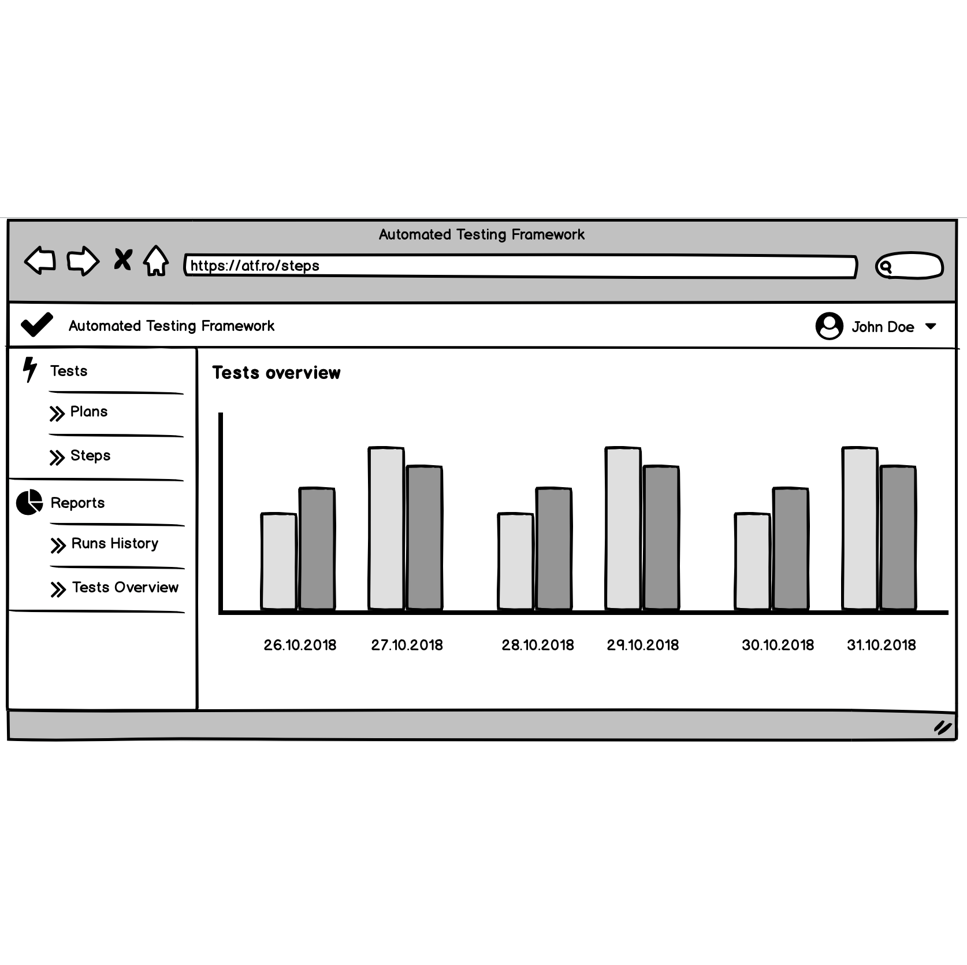 Automated Testing Framework
https://atf.ro/steps
Automated Testing Framework
John Doe
Tests
Plans
Steps
Reports
Runs History
Tests Overview
Tests overview
26.10.2018
27.10.2018
28.10.2018
29.10.2018
30.10.2018
31.10.2018